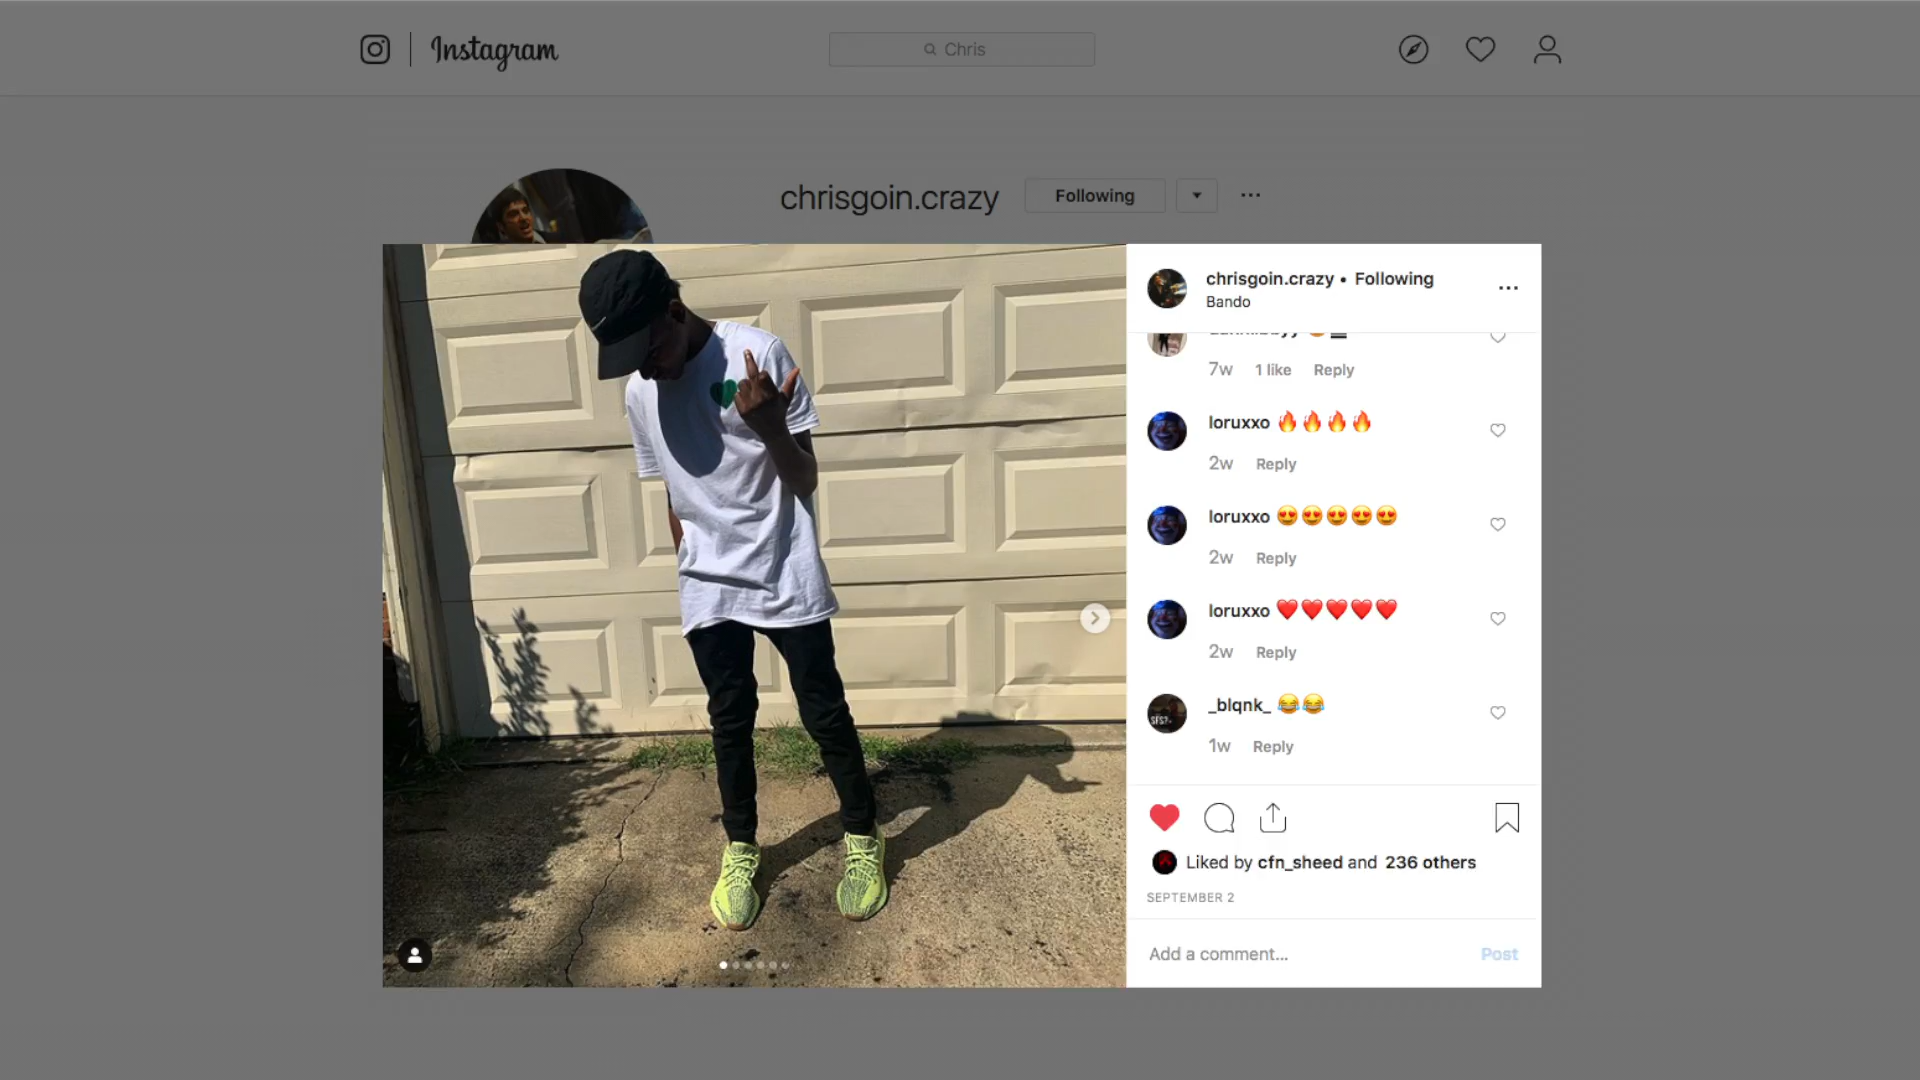 Instagram
Chris
chrisgoin.crazy
Following
chrisgoin.crazy • Following
Bando
7w 1 like Reply
loruxxo 🔥🔥🔥🔥
2w Reply
loruxxo 😍😍😍😍😍
2w Reply
loruxxo ❤️❤️❤️❤️❤️
2w Reply
_blqnk_ 😂😂
SFS?
1w Reply
Liked by cfn_sheed and 236 others
SEPTEMBER 2
Add a comment...
Post